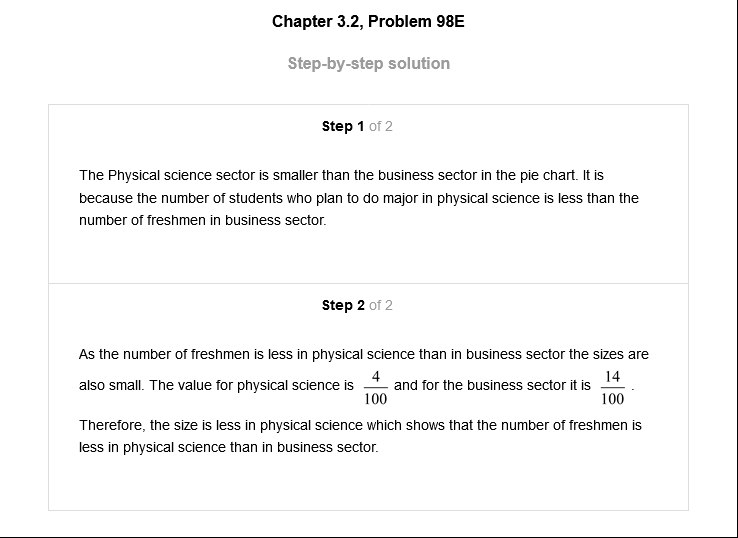 Chapter 3.2, Problem 98E
Step-by-step solution
Step 1 of 2
The Physical science sector is smaller than the business sector in the pie chart. It is
because the number of students who plan to do major in physical science is less than the
number of freshmen in business sector.
Step 2 of 2
As the number of freshmen is less in physical science than in business sector the sizes are
also small. The value for physical science is 4/100 and for the business sector it is 14/100 .
Therefore, the size is less in physical science which shows that the number of freshmen is
less in physical science than in business sector.